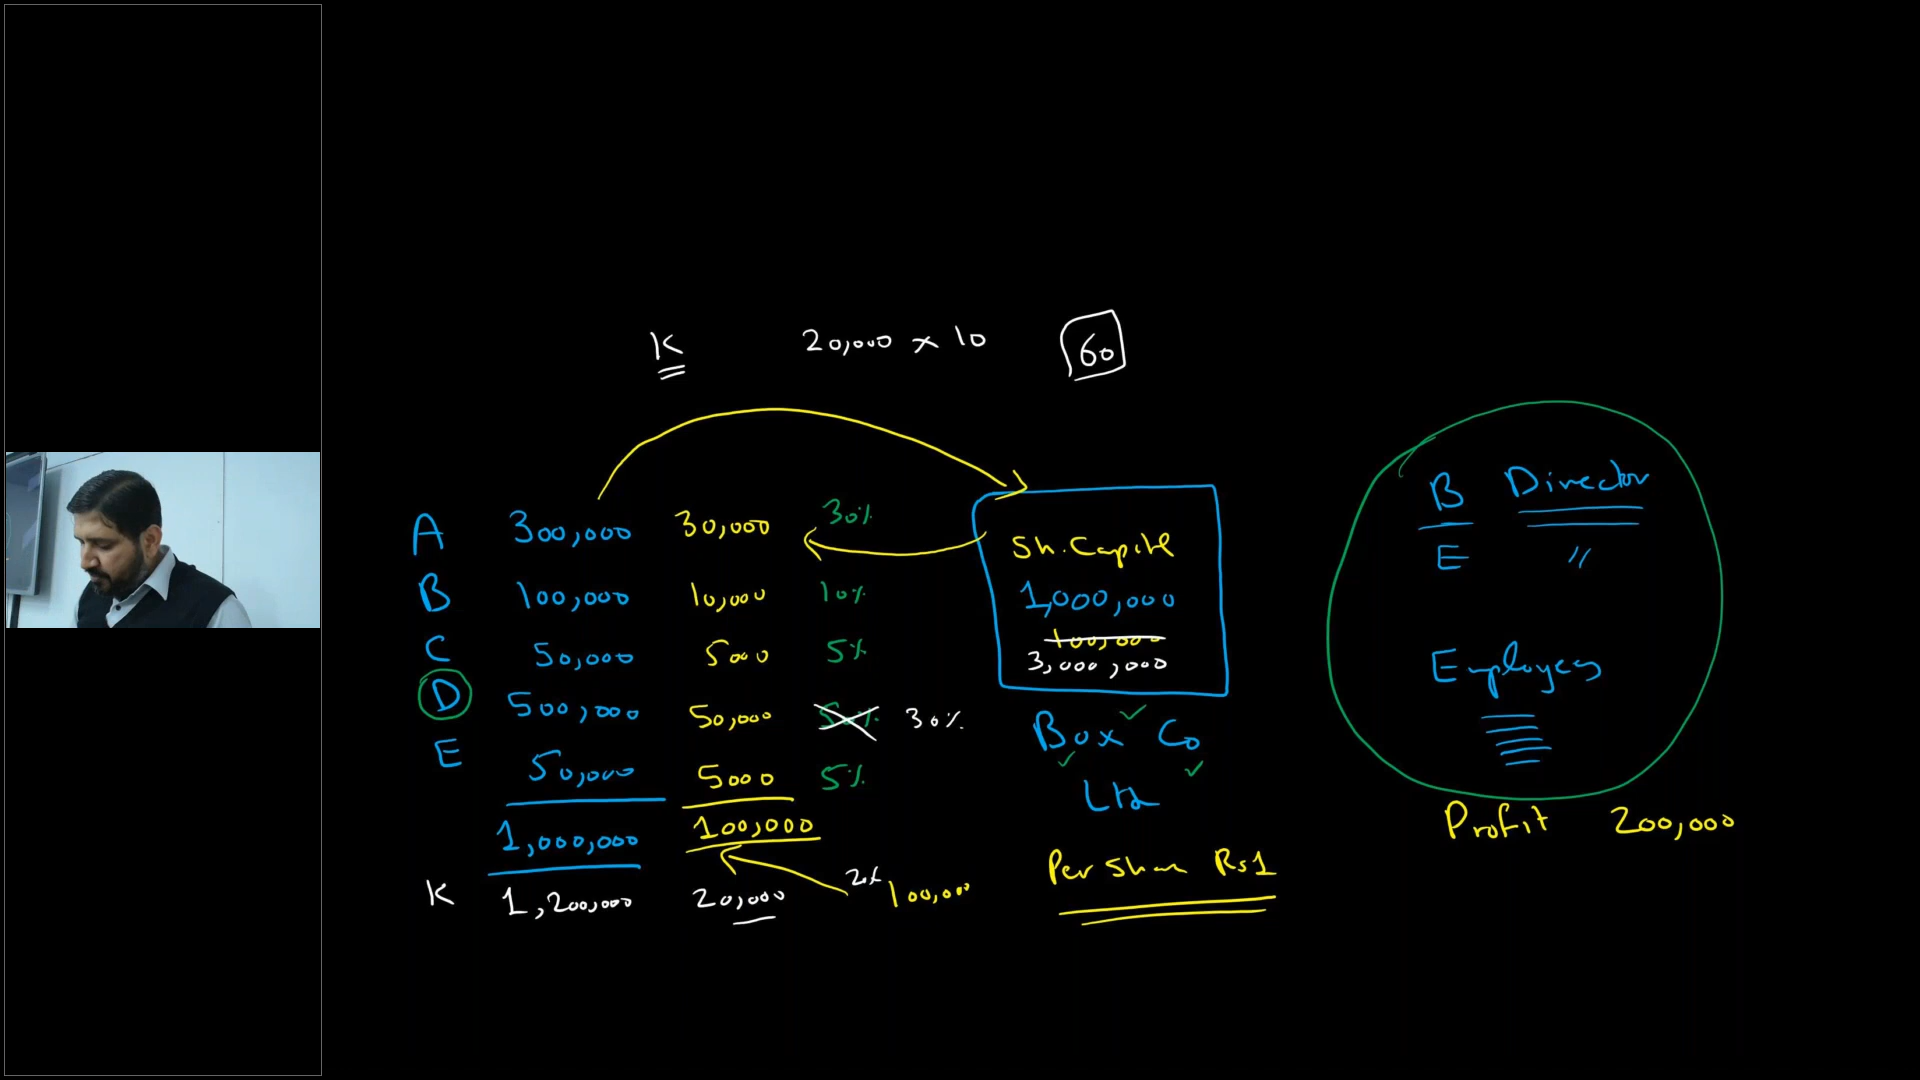 K 20,000 x 10 60
A 300,000 30,000 30%
B 100,000 10,000 10%
C 50,000 5000 5%
D 500,000 50,000 50% 30%
E 50,000 5000 5%
1,000,000 100,000
K 1,200,000 20,000 20% 100,000
Sh. Capital
1,000,000
100,000
3,000,000
Box Co
Ltd
Per Share Rs1
B Director
E "
Employees
Profit 200,000